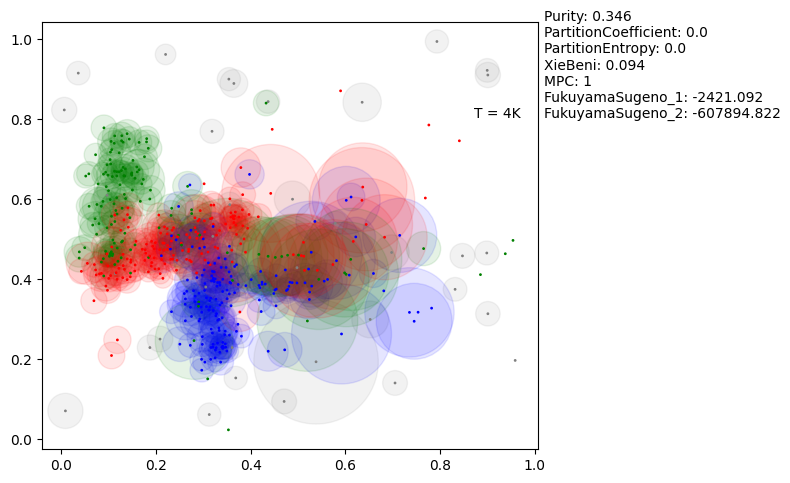 Purity: 0.346
PartitionCoefficient: 0.0
PartitionEntropy: 0.0
XieBeni: 0.094
MPC: 1
FukuyamaSugeno_1: -2421.092
FukuyamaSugeno_2: -607894.822
T = 4K
1.0
0.8
0.6
0.4
0.2
0.0
0.0 0.2 0.4 0.6 0.8 1.0